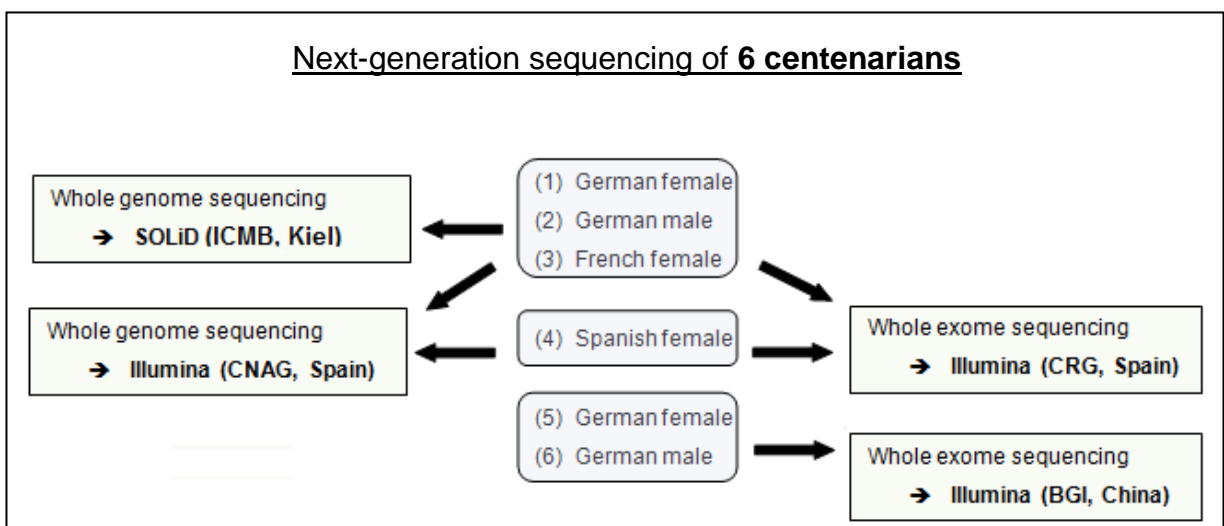 Next-generation sequencing of 6 centenarians
Whole genome sequencing
➔ SOLiD (ICMB, Kiel)
Whole genome sequencing
➔ Illumina (CNAG, Spain)
(1) German female
(2) German male
(3) French female
(4) Spanish female
(5) German female
(6) German male
Whole exome sequencing
➔ Illumina (CRG, Spain)
Whole exome sequencing
➔ Illumina (BGI, China)